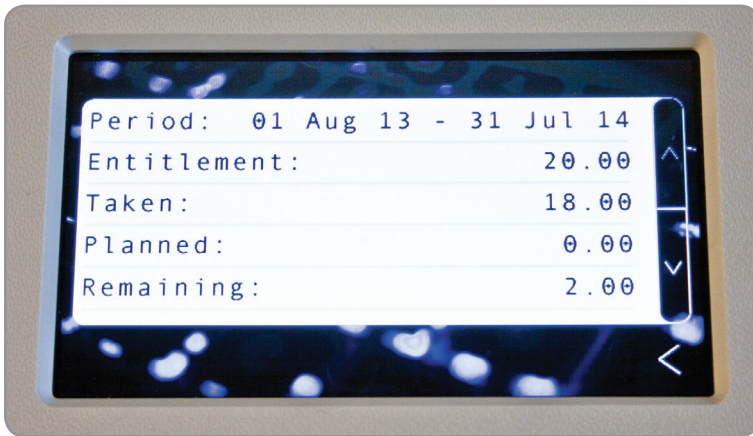 Period: 01 Aug 13 - 31 Jul 14
Entitlement: 20.00
Taken: 18.00
Planned: 0.00
Remaining: 2.00